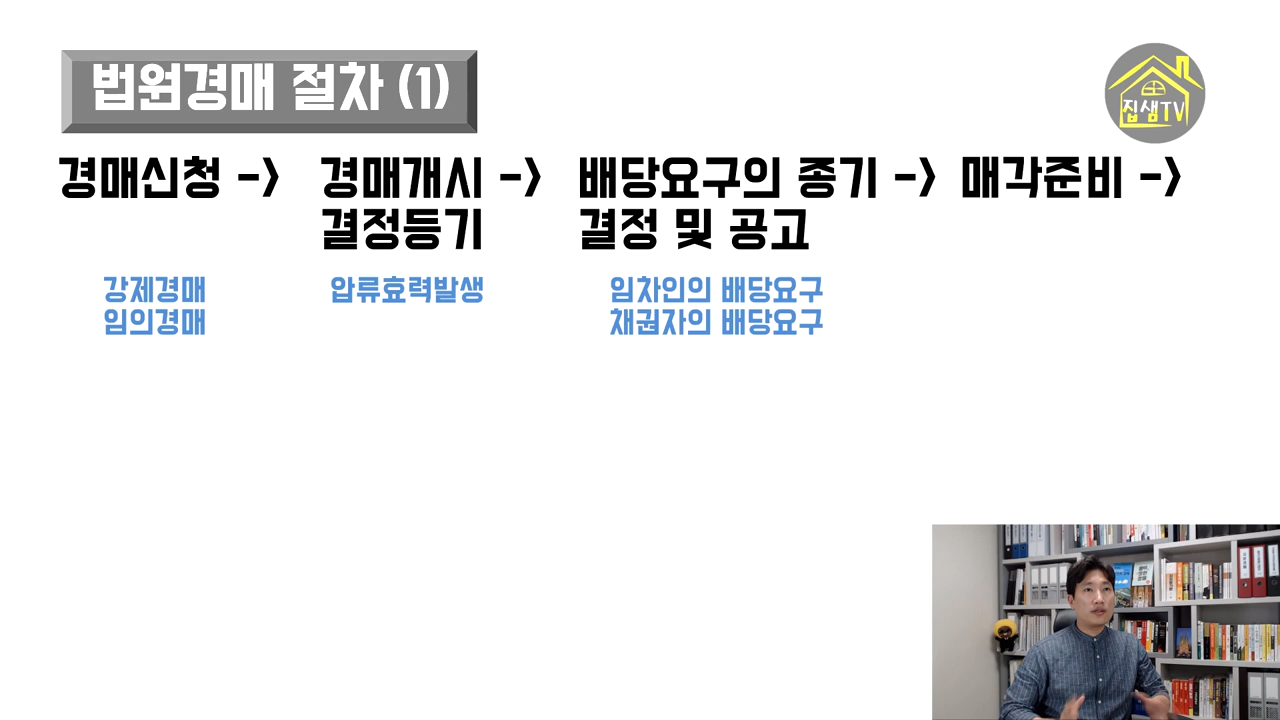 법원경매 절차 (1)
집샘TV
경매신청 -> 경매개시 -> 배당요구의 종기 -> 매각준비 ->
결정등기 결정 및 공고
강제경매 압류효력발생 임차인의 배당요구
임의경매 채권자의 배당요구